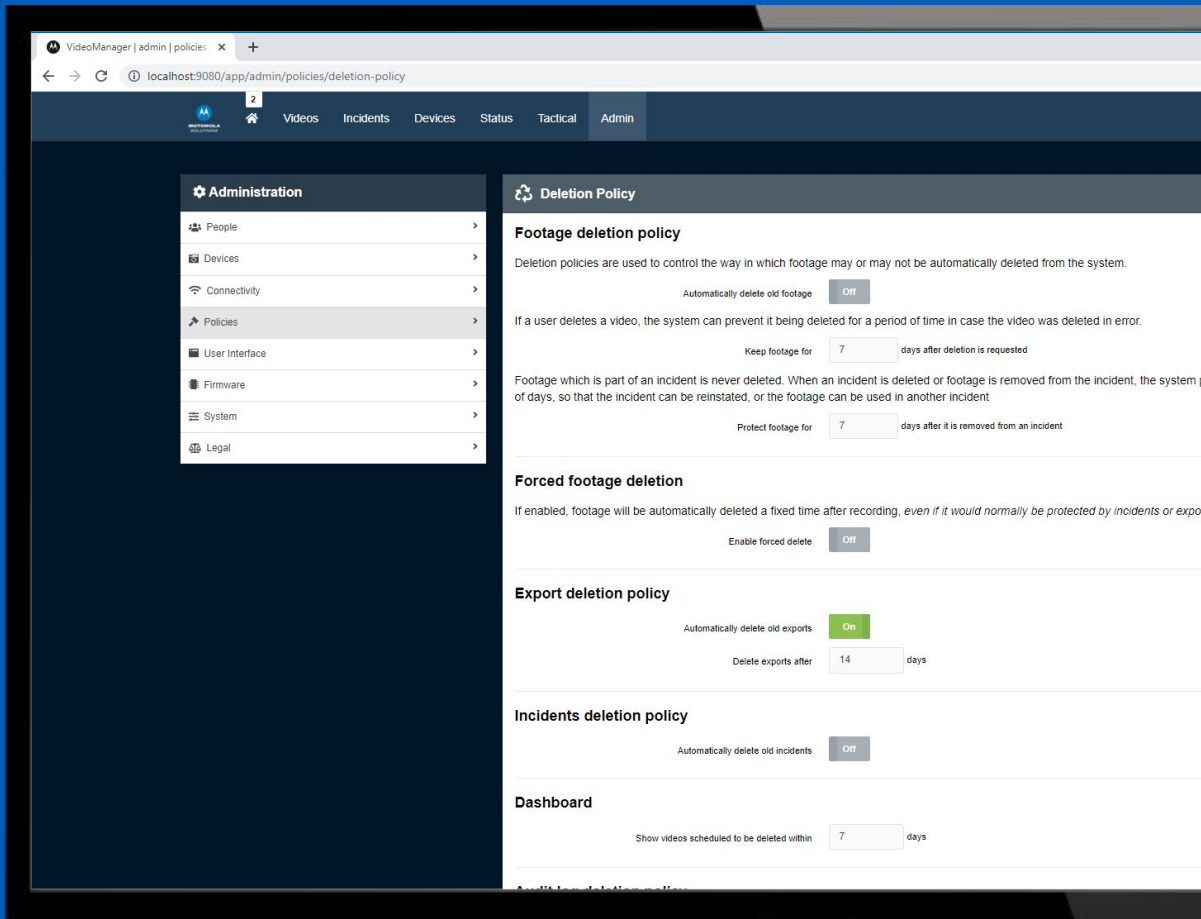 VideoManager | admin | policies
localhost:9080/app/admin/policies/deletion-policy
2
MOTOROLA
SOLUTIONS
Videos Incidents Devices Status Tactical Admin
Administration
People
Devices
Connectivity
Policies
User Interface
Firmware
System
Legal
Deletion Policy
Footage deletion policy
Deletion policies are used to control the way in which footage may or may not be automatically deleted from the system.
Automatically delete old footage Off
If a user deletes a video, the system can prevent it being deleted for a period of time in case the video was deleted in error.
Keep footage for 7 days after deletion is requested
Footage which is part of an incident is never deleted. When an incident is deleted or footage is removed from the incident, the system
of days, so that the incident can be reinstated, or the footage can be used in another incident
Protect footage for 7 days after it is removed from an incident
Forced footage deletion
If enabled, footage will be automatically deleted a fixed time after recording, even if it would normally be protected by incidents or expo
Enable forced delete Off
Export deletion policy
Automatically delete old exports On
Delete exports after 14 days
Incidents deletion policy
Automatically delete old incidents Off
Dashboard
Show videos scheduled to be deleted within 7 days
Audit log deletion policy